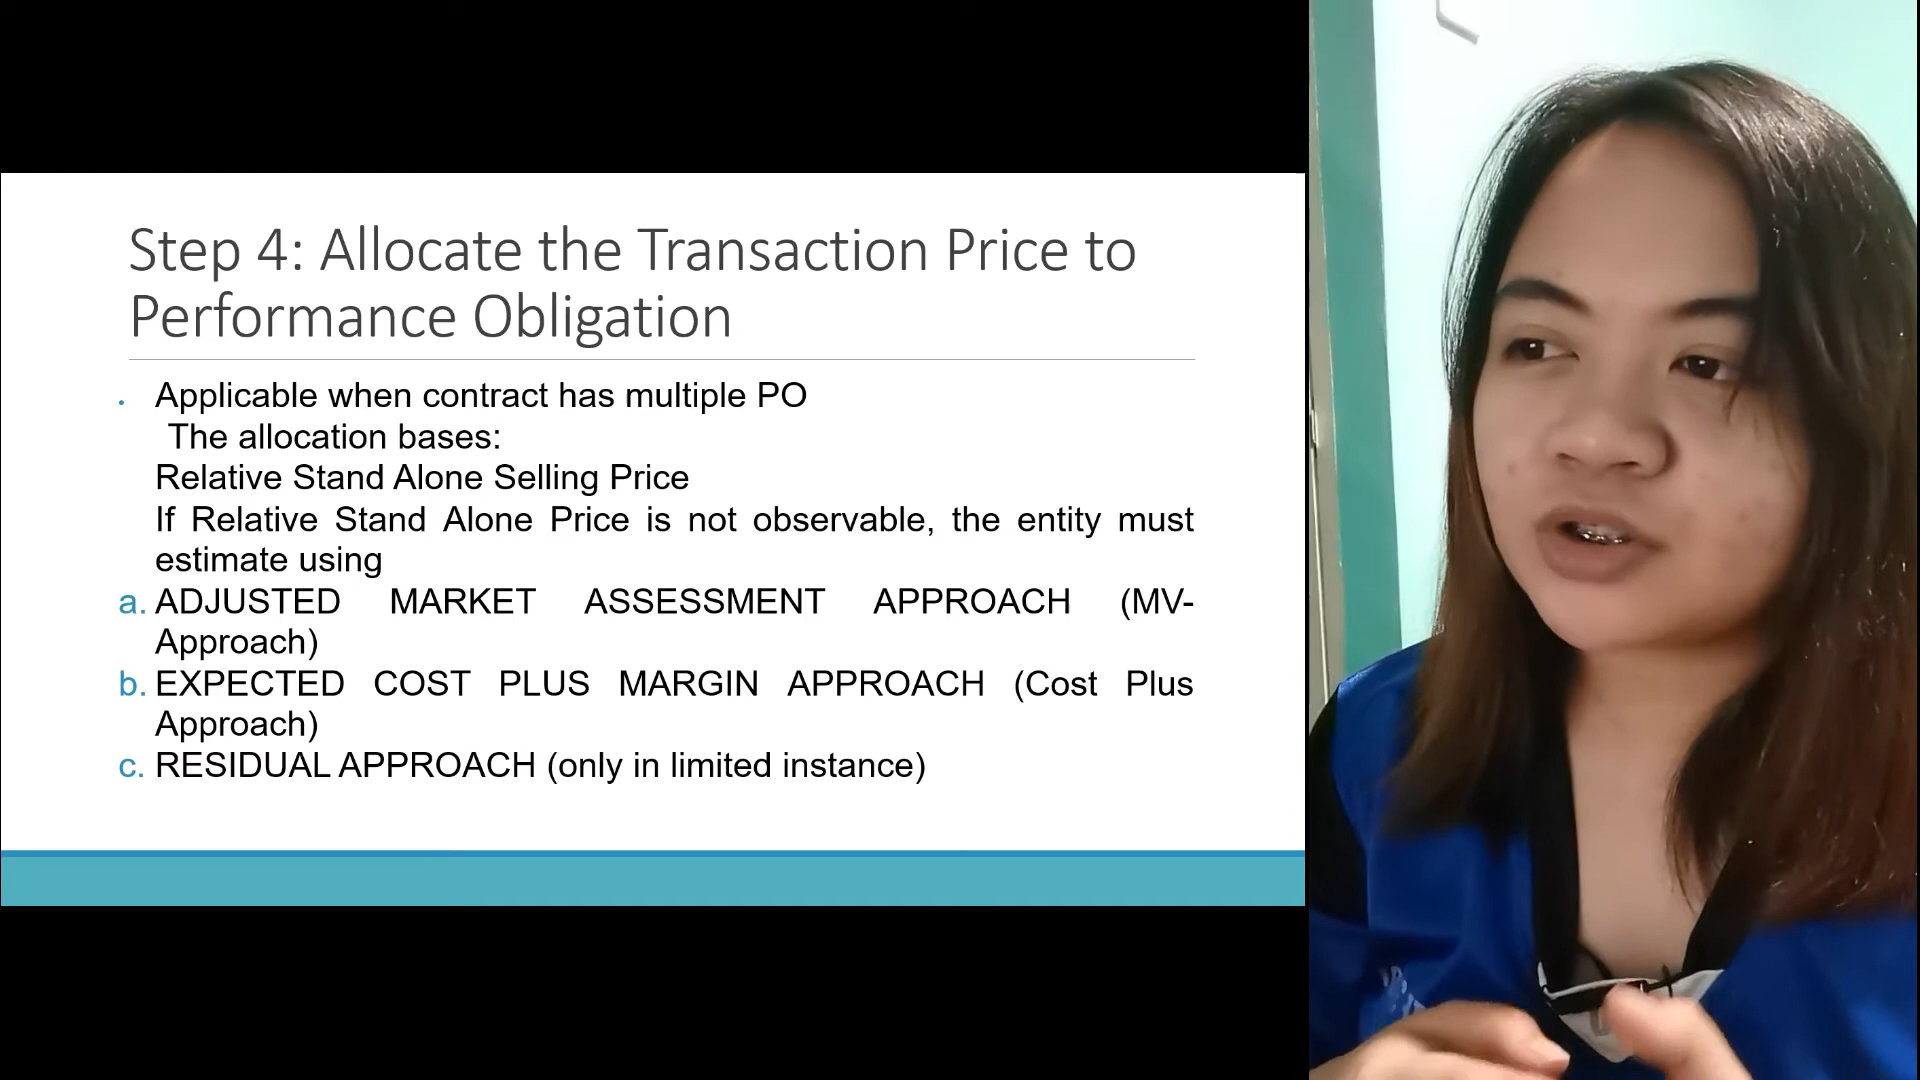 Step 4: Allocate the Transaction Price to
Performance Obligation
. Applicable when contract has multiple PO
The allocation bases:
Relative Stand Alone Selling Price
If Relative Stand Alone Price is not observable, the entity must
estimate using
a. ADJUSTED MARKET ASSESSMENT APPROACH (MV-
Approach)
b. EXPECTED COST PLUS MARGIN APPROACH (Cost Plus
Approach)
c. RESIDUAL APPROACH (only in limited instance)